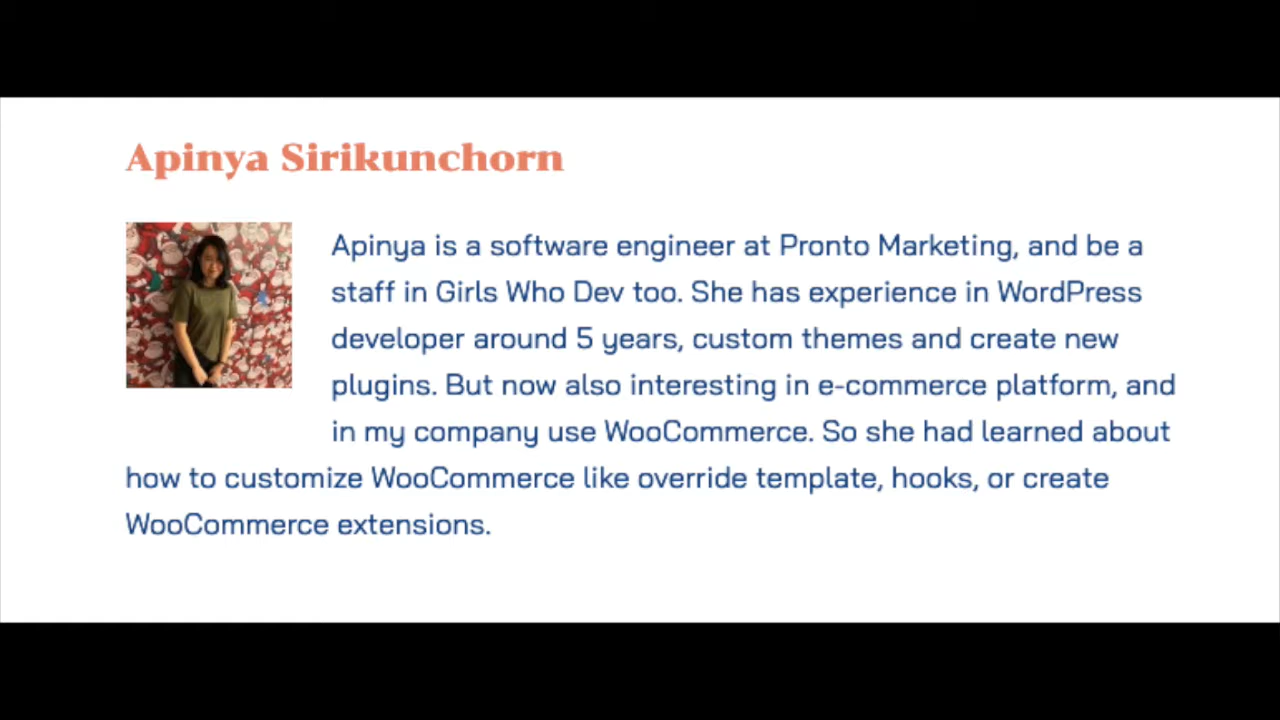 Apinya Sirikunchorn
Apinya is a software engineer at Pronto Marketing, and be a
staff in Girls Who Dev too. She has experience in WordPress
developer around 5 years, custom themes and create new
plugins. But now also interesting in e-commerce platform, and
in my company use WooCommerce. So she had learned about
how to customize WooCommerce like override template, hooks, or create
WooCommerce extensions.